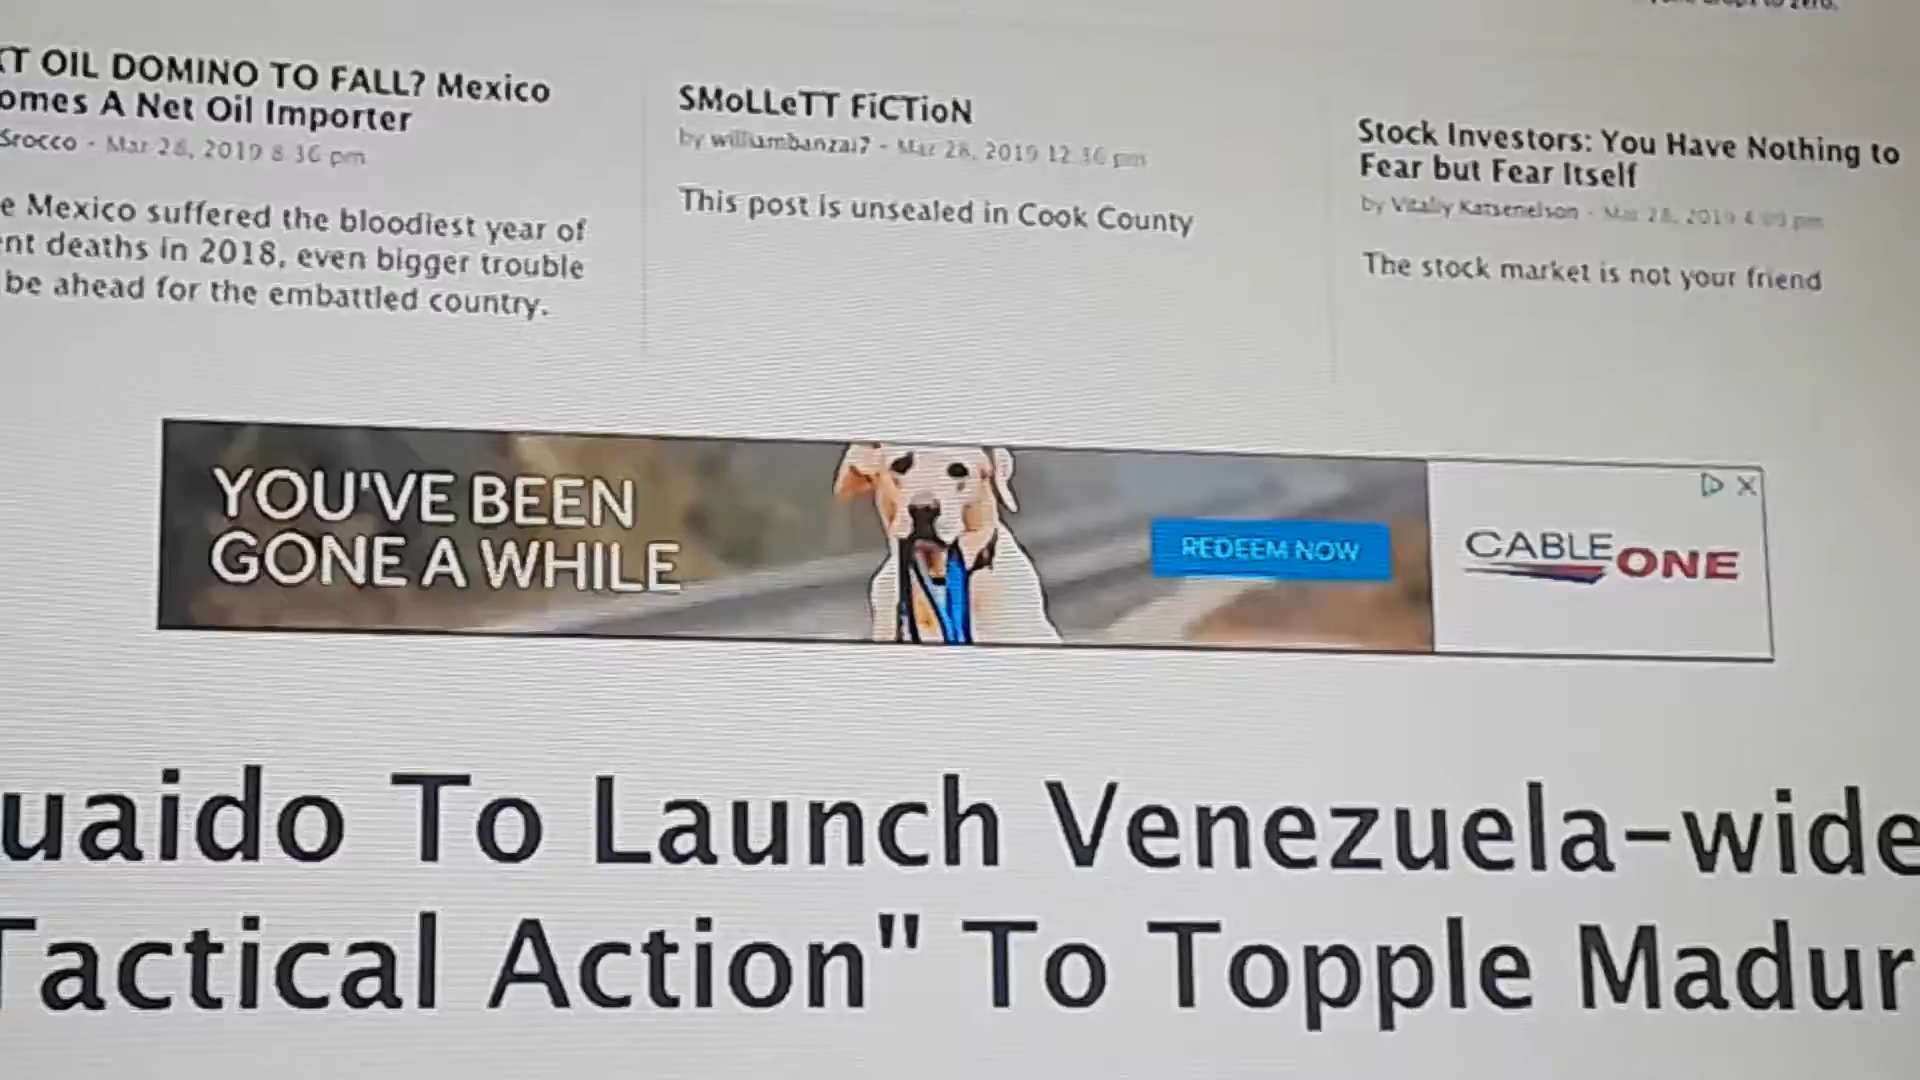 T OIL DOMINO TO FALL? Mexico
omes A Net Oil Importer
Srocco - Mar 28, 2019 8:36 pm
e Mexico suffered the bloodiest year of
nt deaths in 2018, even bigger trouble
be ahead for the embattled country.
SMoLLeTT FiCTioN
by williambanzai7 - Mar 28, 2019 12:36 pm
This post is unsealed in Cook County
Stock Investors: You Have Nothing to
Fear but Fear Itself
by Vitaliy Katsenelson - Mar 28, 2019 4:09 pm
The stock market is not your friend
YOU'VE BEEN
GONE A WHILE
REDEEM NOW
CABLE ONE
uaido To Launch Venezuela-wide
Tactical Action" To Topple Madur